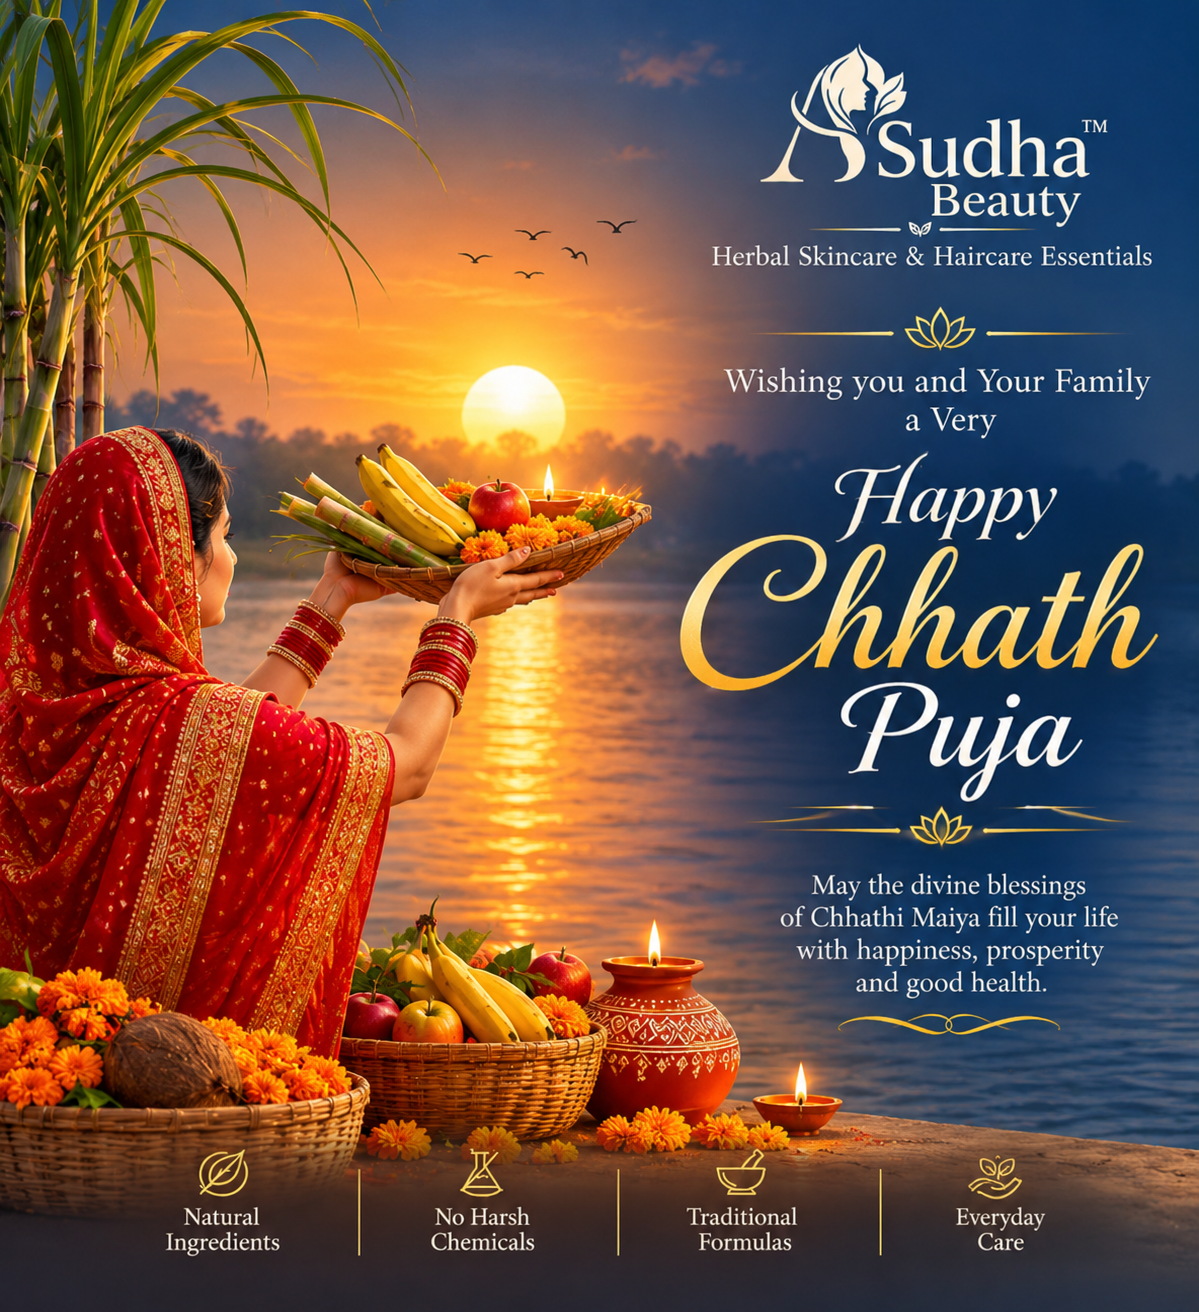 Sudha™
Beauty
Herbal Skincare & Haircare Essentials
Wishing you and Your Family
a Very
Happy
Chhath
Puja
May the divine blessings
of Chhathi Maiya fill your life
with happiness, prosperity
and good health.
Natural
Ingredients
No Harsh
Chemicals
Traditional
Formulas
Everyday
Care